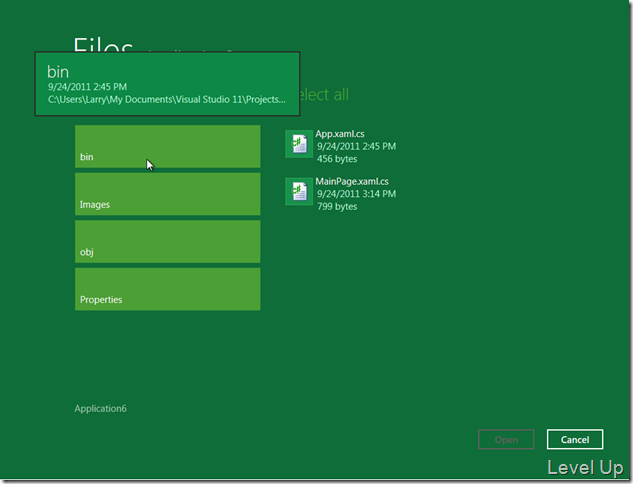 Files
bin
9/24/2011 2:45 PM
C:\Users\Larry\My Documents\Visual Studio 11\Projects...
elect all
bin
Images
obj
Properties
App.xaml.cs
9/24/2011 2:45 PM
456 bytes
MainPage.xaml.cs
9/24/2011 3:14 PM
799 bytes
Application6
Open
Cancel
Level Up